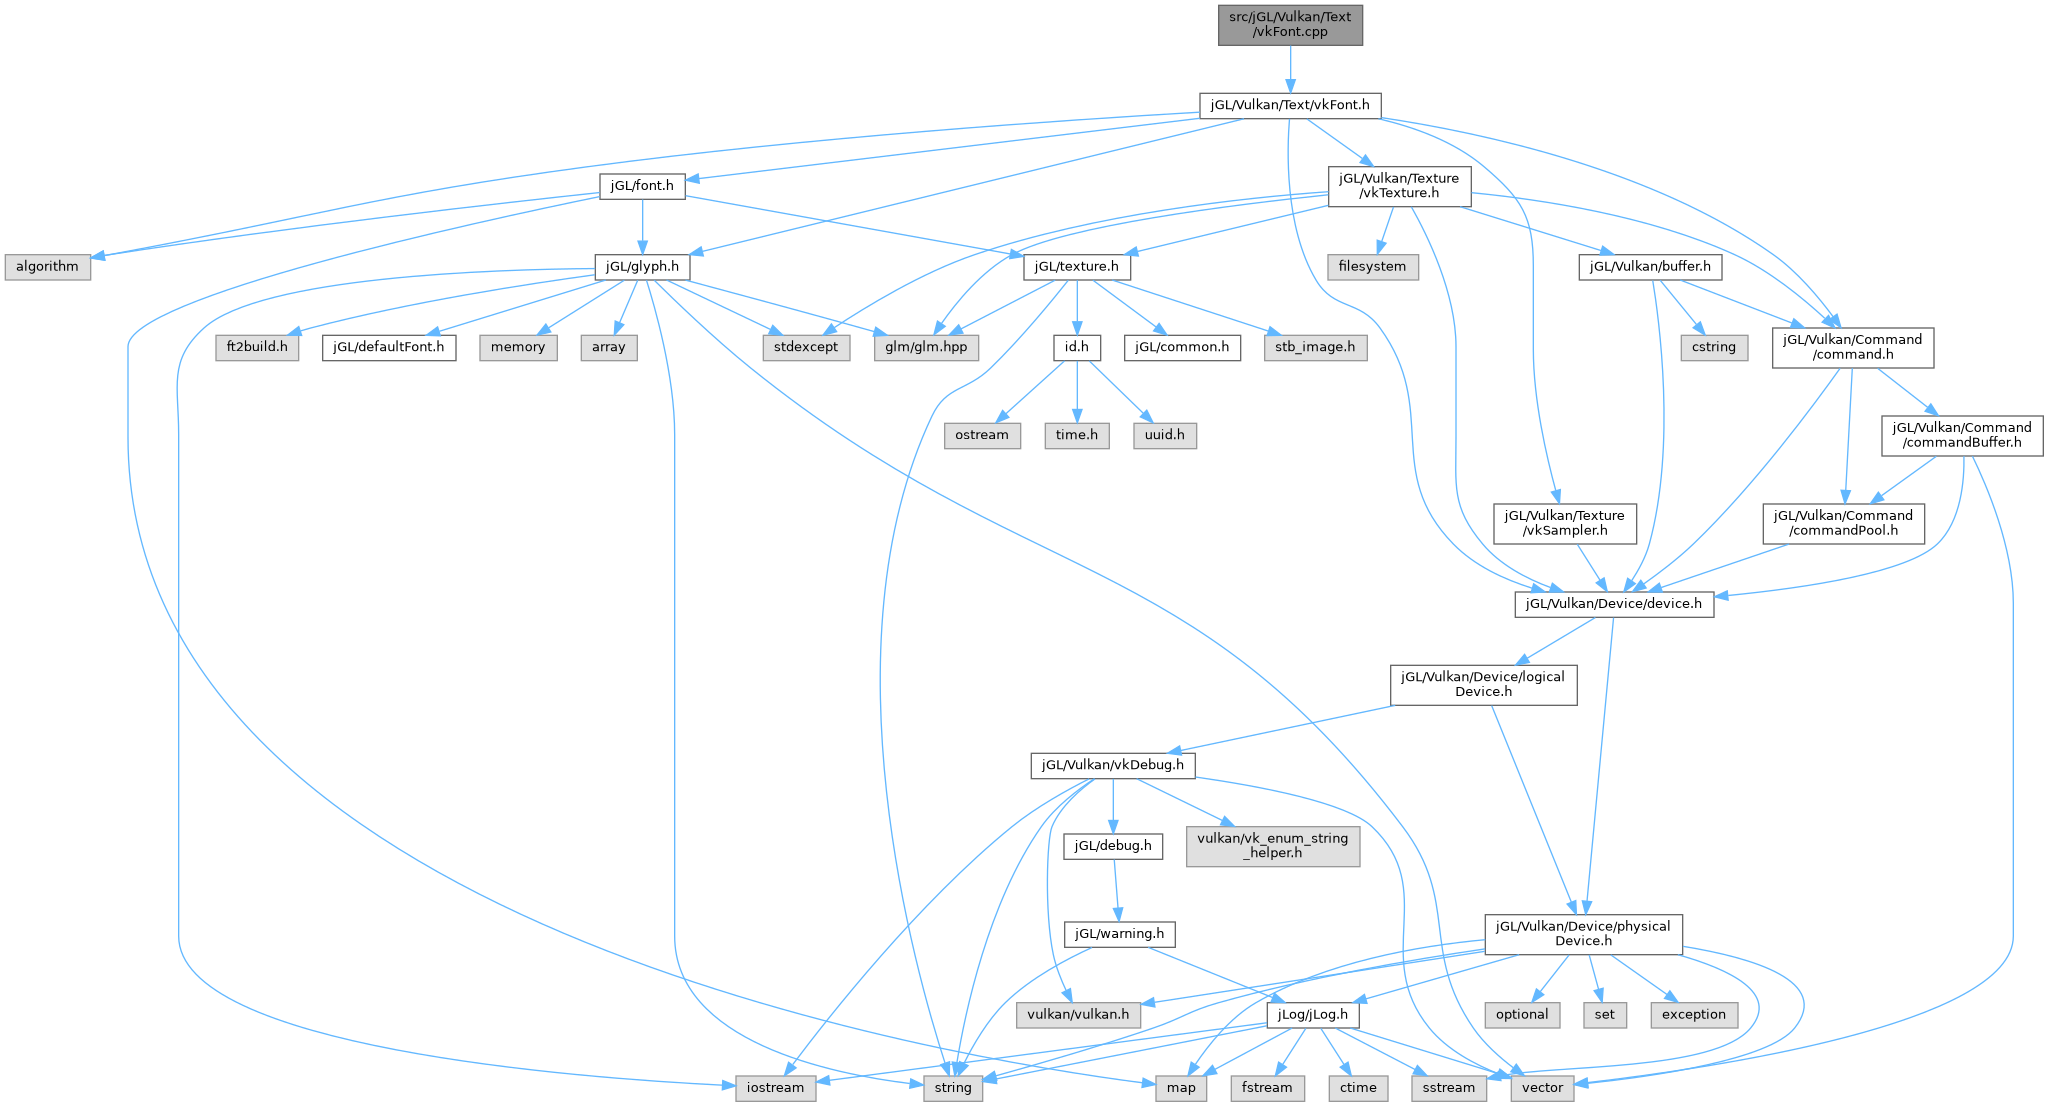 src/jGL/Vulkan/Text
/vkFont.cpp
jGL/Vulkan/Text/vkFont.h
jGL/font.h
jGL/Vulkan/Texture
/vkTexture.h
algorithm
jGL/glyph.h
jGL/texture.h
filesystem
jGL/Vulkan/buffer.h
ft2build.h
jGL/defaultFont.h
memory
array
stdexcept
glm/glm.hpp
id.h
jGL/common.h
stb_image.h
cstring
jGL/Vulkan/Command
/command.h
ostream
time.h
uuid.h
jGL/Vulkan/Command
/commandBuffer.h
jGL/Vulkan/Texture
/vkSampler.h
jGL/Vulkan/Command
/commandPool.h
jGL/Vulkan/Device/device.h
jGL/Vulkan/Device/logical
Device.h
jGL/Vulkan/vkDebug.h
jGL/debug.h
vulkan/vk_enum_string
_helper.h
jGL/warning.h
jGL/Vulkan/Device/physical
Device.h
vulkan/vulkan.h
jLog/jLog.h
optional
set
exception
iostream
string
map
fstream
ctime
sstream
vector